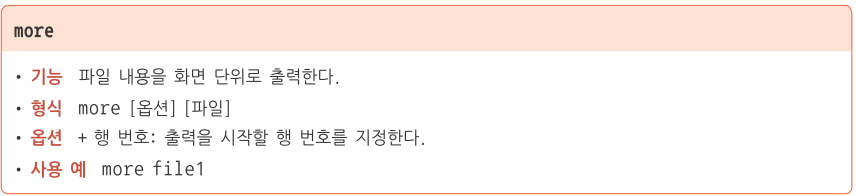 more
• 기능 파일 내용을 화면 단위로 출력한다.
• 형식 more [옵션] [파일]
• 옵션 + 행 번호: 출력을 시작할 행 번호를 지정한다.
• 사용 예 more file1